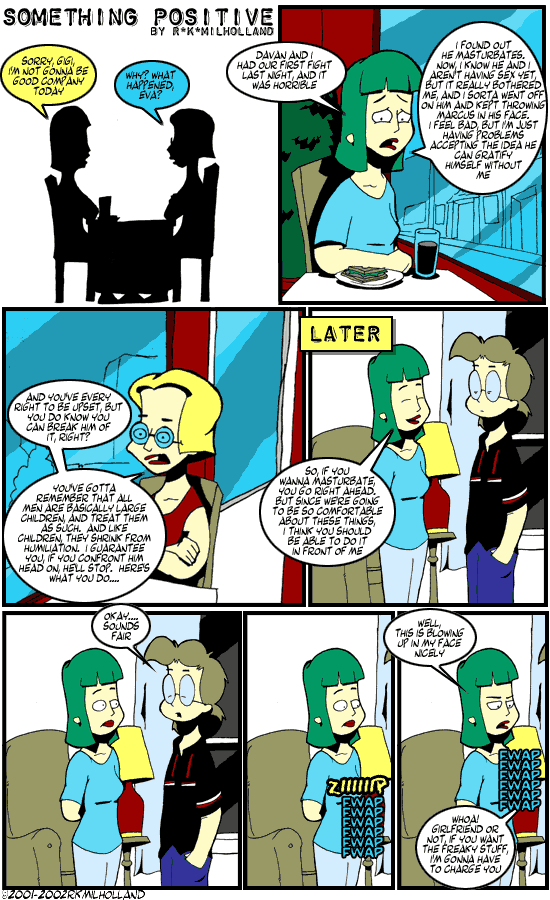 SOMETHING POSITIVE
BY R*K*MILHOLLAND
SORRY, GIGI,
I'M NOT GONNA BE
GOOD COMPANY
TODAY
WHY? WHAT
HAPPENED,
EVA?
DAVAN AND I
HAD OUR FIRST FIGHT
LAST NIGHT, AND IT
WAS HORRIBLE
I FOUND OUT
HE MASTURBATES.
NOW, I KNOW HE AND I
AREN'T HAVING SEX YET,
BUT IT REALLY BOTHERED
ME, AND I SORTA WENT OFF
ON HIM AND KEPT THROWING
MARCUS IN HIS FACE.
I FEEL BAD, BUT I'M JUST
HAVING PROBLEMS
ACCEPTING THE IDEA HE
CAN GRATIFY
HIMSELF WITHOUT
ME
AND YOU'VE EVERY
RIGHT TO BE UPSET, BUT
YOU DO KNOW YOU
CAN BREAK HIM OF
IT, RIGHT?
YOU'VE GOTTA
REMEMBER THAT ALL
MEN ARE BASICALLY LARGE
CHILDREN, AND TREAT THEM
AS SUCH. AND LIKE
CHILDREN, THEY SHRINK FROM
HUMILIATION. I GUARANTEE
YOU, IF YOU CONFRONT HIM
HEAD ON, HE'LL STOP. HERE'S
WHAT YOU DO....
LATER
SO, IF YOU
WANNA MASTURBATE,
YOU GO RIGHT AHEAD.
BUT SINCE WE'RE GOING
TO BE SO COMFORTABLE
ABOUT THESE THINGS,
I THINK YOU SHOULD
BE ABLE TO DO IT
IN FRONT OF ME
OKAY....
SOUNDS
FAIR
ZIIIIIIP
FWAP
FWAP
FWAP
FWAP
FWAP
FWAP
WELL,
THIS IS BLOWING
UP IN MY FACE
NICELY
FWAP
FWAP
FWAP
FWAP
FWAP
FWAP
WHOA!
GIRLFRIEND OR
NOT, IF YOU WANT
THE FREAKY STUFF,
I'M GONNA HAVE
TO CHARGE YOU
©2001-2002RKMILHOLLAND